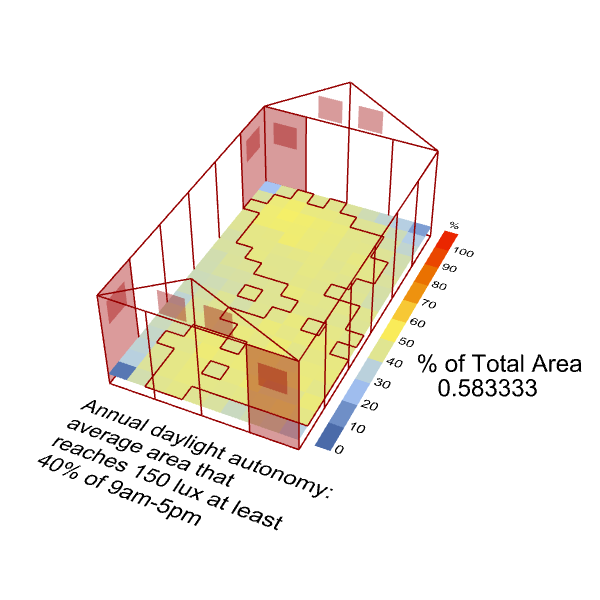 %
100
90
80
70
60
50
40
30
20
10
0
% of Total Area
0.583333
Annual daylight autonomy:
average area that
reaches 150 lux at least
40% of 9am-5pm